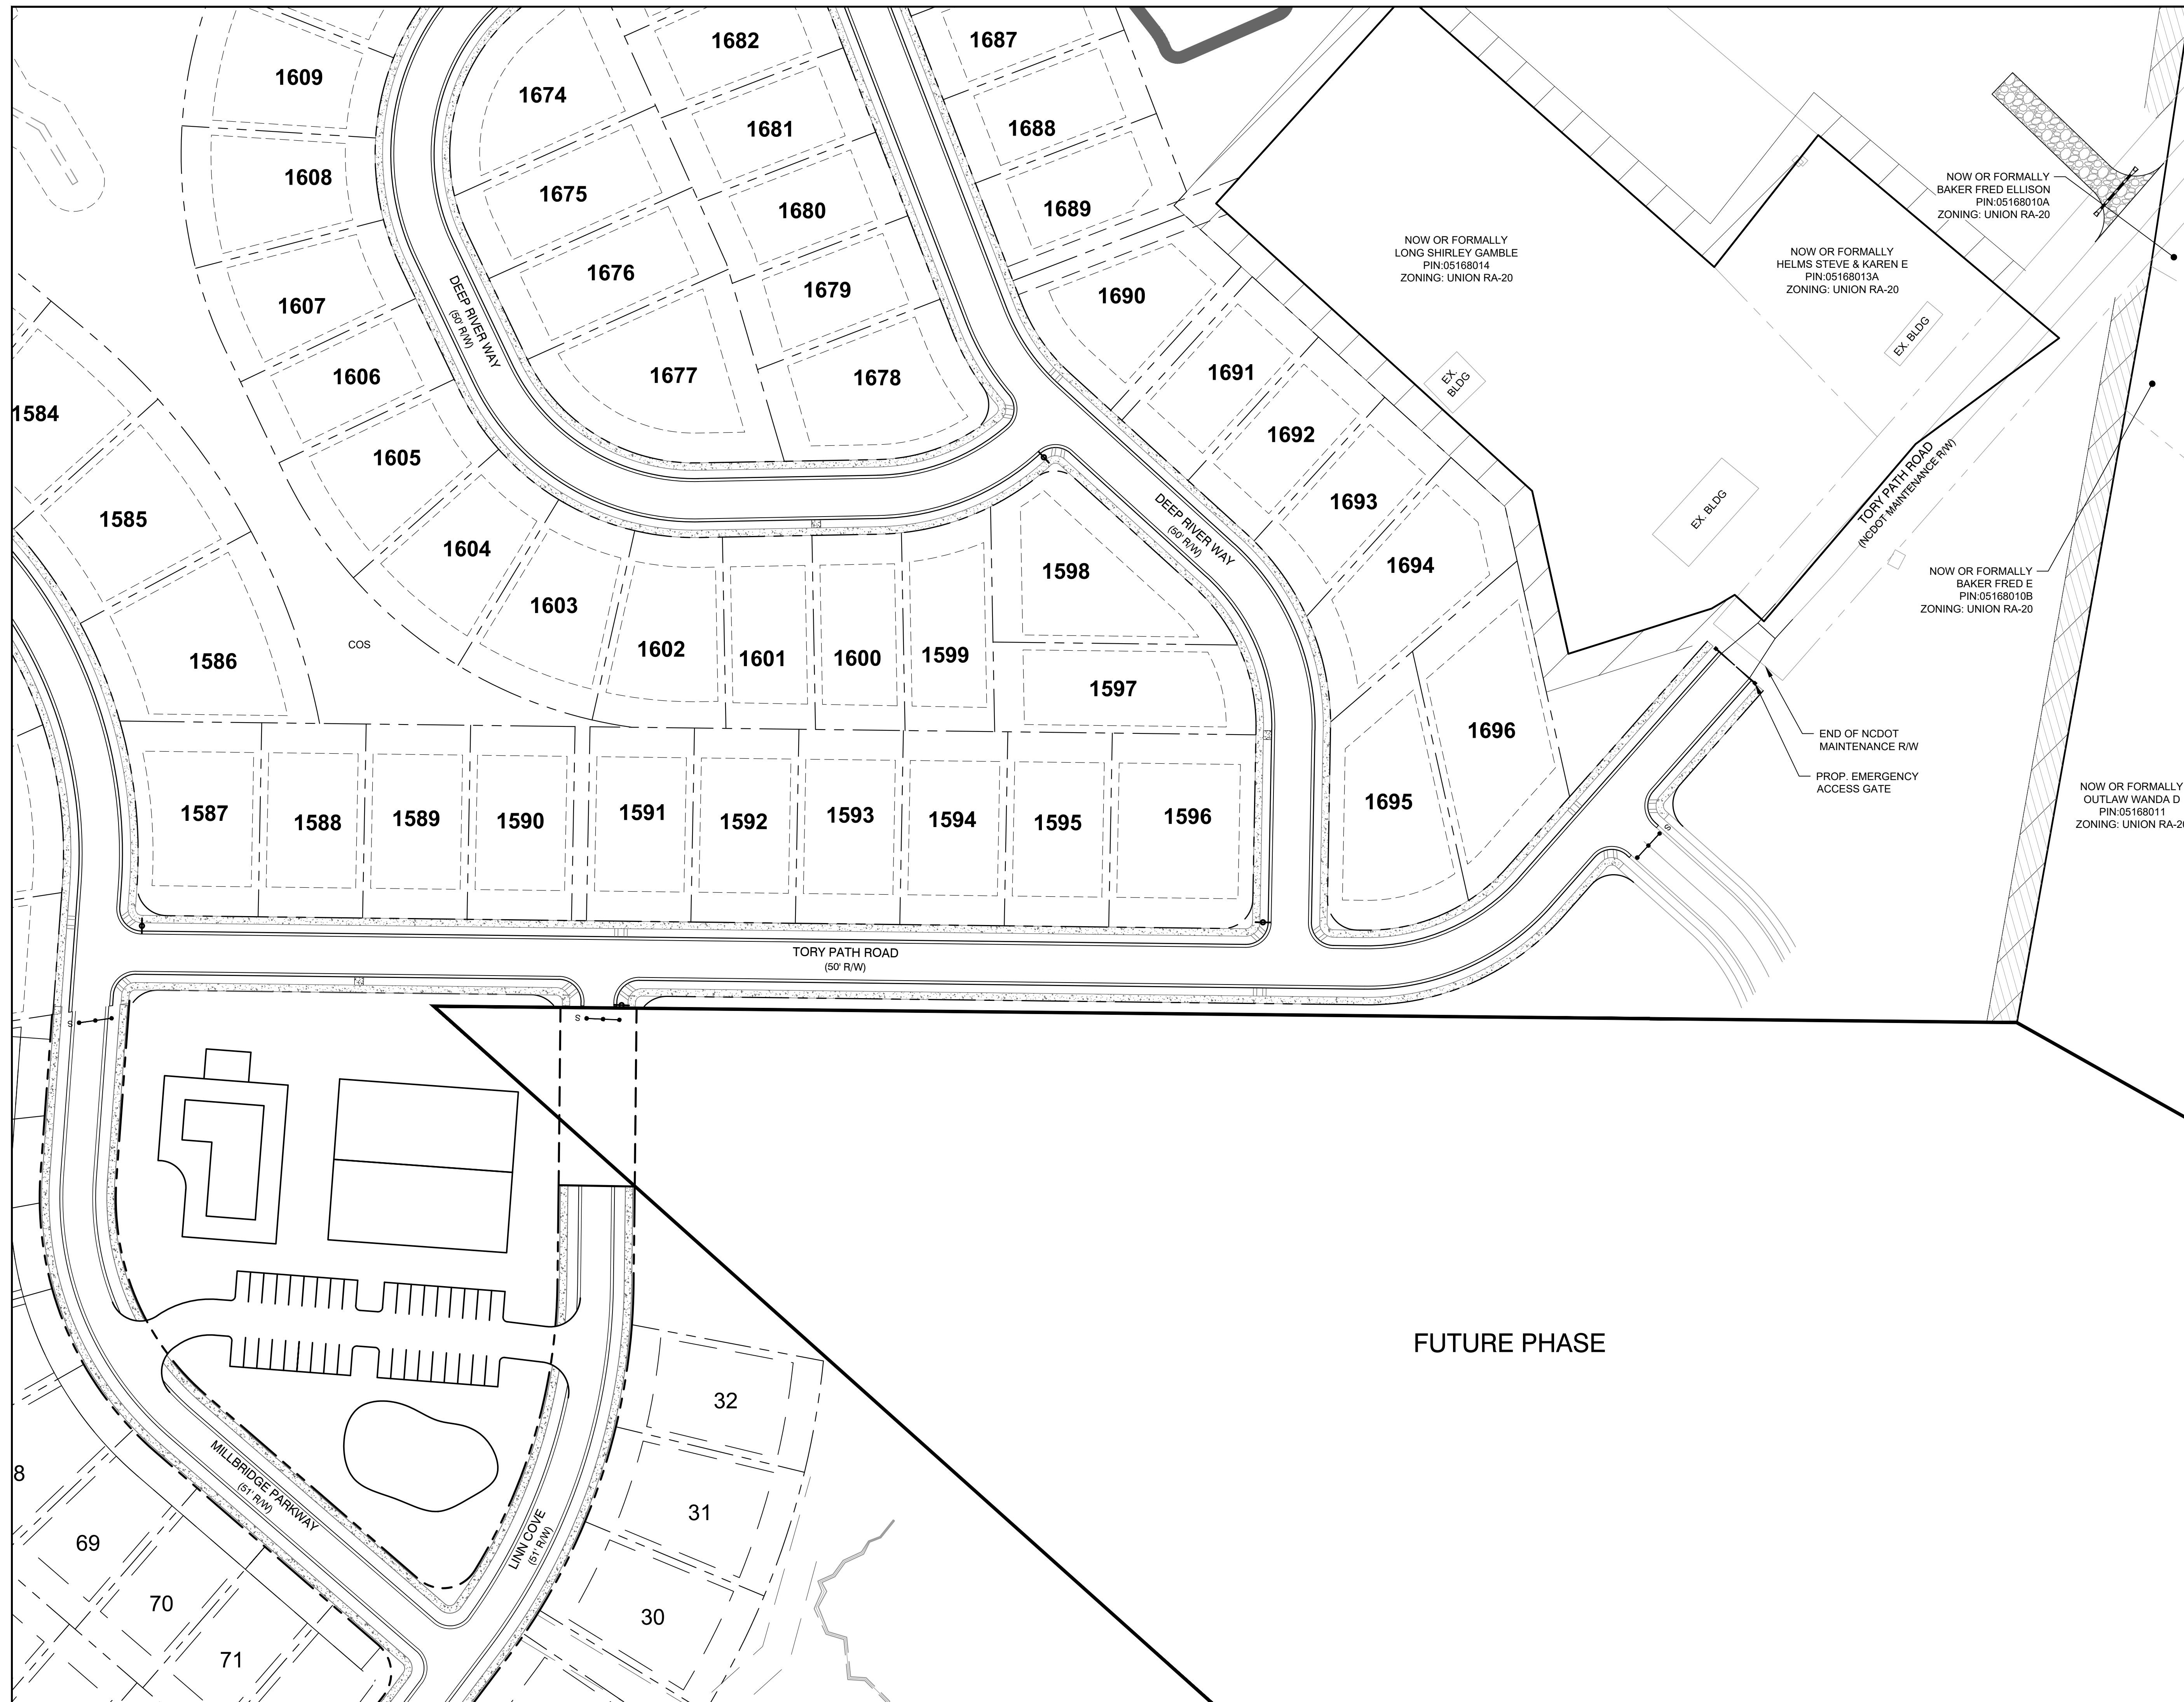 1609
1608
1607
1606
1605
1604
1603
1602
1601
1600
1599
1598
1597
1674
1675
1676
1677
1682
1681
1680
1679
1678
1687
1688
1689
1690
1691
1692
1693
1694
1695
1696
1584
1585
1586
1587
1588
1589
1590
1591
1592
1593
1594
1595
1596
COS
DEEP RIVER WAY
(50' R/W)
DEEP RIVER WAY
(50' R/W)
TORY PATH ROAD
(50' R/W)
NOW OR FORMALLY
LONG SHIRLEY GAMBLE
PIN:05168014
ZONING: UNION RA-20
NOW OR FORMALLY
HELMS STEVE & KAREN E
PIN:05168013A
ZONING: UNION RA-20
NOW OR FORMALLY
BAKER FRED ELLISON
PIN:05168010A
ZONING: UNION RA-20
EX.
BLDG
EX. BLDG
EX. BLDG
TORY PATH ROAD
(NCDOT MAINTENANCE R/W)
NOW OR FORMALLY
BAKER FRED E
PIN:05168010B
ZONING: UNION RA-20
END OF NCDOT
MAINTENANCE R/W
PROP. EMERGENCY
ACCESS GATE
NOW OR FORMALLY
OUTLAW WANDA D
PIN:05168011
ZONING: UNION RA-20
S
S
S
FUTURE PHASE
MILLBRIDGE PARKWAY
(51' R/W)
LINN COVE
(51' R/W)
32
31
30
8
69
70
71